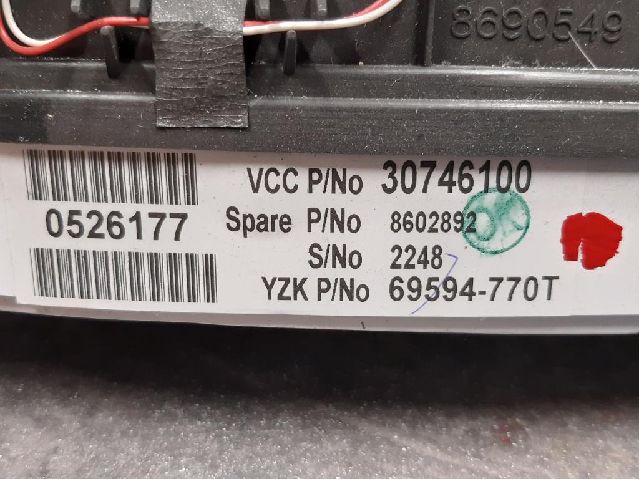 8690549
VCC P/No 30746100
0526177
Spare P/No 8602892
S/No 2248
YZK P/No 69594-770T